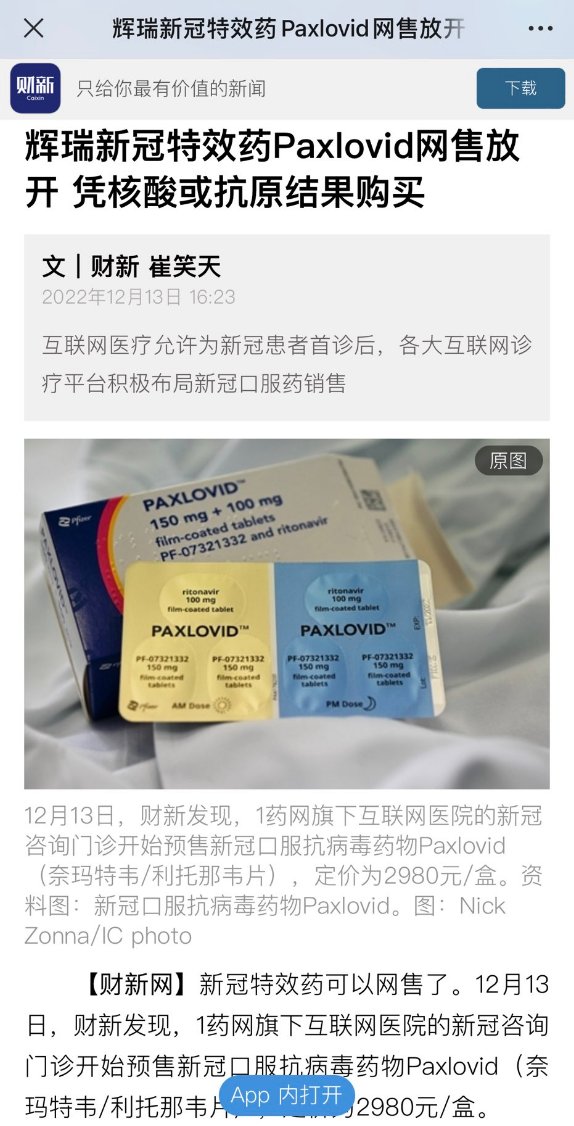 辉瑞新冠特效药Paxlovid网售放开
财新
Caixin
只给你最有价值的新闻
下载
辉瑞新冠特效药Paxlovid网售放
开 凭核酸或抗原结果购买
文｜财新 崔笑天
2022年12月13日 16:23
互联网医疗允许为新冠患者首诊后，各大互联网诊
疗平台积极布局新冠口服药销售
原图
Pfizer
PAXLOVID™
150 mg + 100 mg
film-coated tablets
PF-07321332 and ritonavir
PAXLOVID
ritonavir
100 mg
film-coated tablet
ritonavir
100 mg
film-coated tablet
PAXLOVID™
PAXLOVID™
PF-07321332
150 mg
film-coated
tablets
PF-07321332
150 mg
film-coated
tablets
PF-07321332
150 mg
film-coated
tablets
PF-07321332
150 mg
film-coated
tablets
Pfizer
AM Dose
PM Dose
EXP
Lot
12月13日，财新发现，1药网旗下互联网医院的新冠
咨询门诊开始预售新冠口服抗病毒药物Paxlovid
（奈玛特韦/利托那韦片），定价为2980元/盒。资
料图：新冠口服抗病毒药物Paxlovid。图：Nick
Zonna/IC photo
【财新网】新冠特效药可以网售了。12月13
日，财新发现，1药网旗下互联网医院的新冠咨询
门诊开始预售新冠口服抗病毒药物Paxlovid（奈
玛特韦/利托那韦片），定价为2980元/盒。
App 内打开